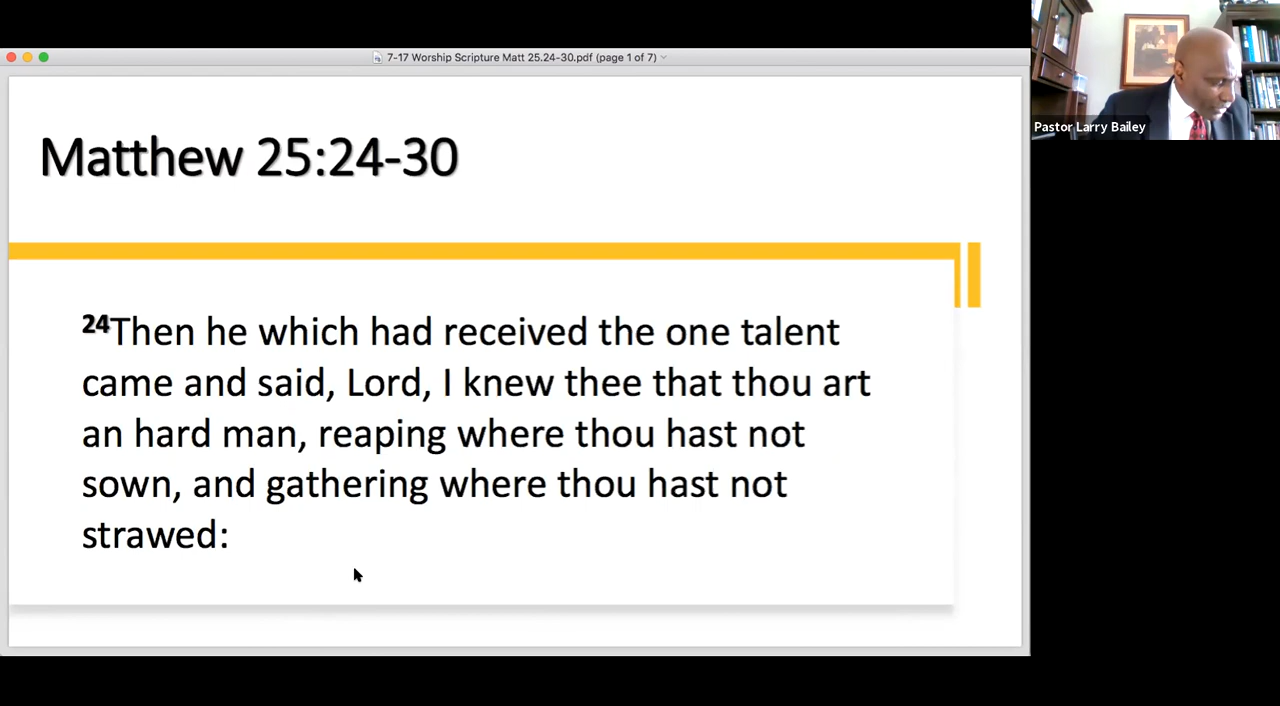 7-17 Worship Scripture Matt 25.24-30.pdf (page 1 of 7)
Pastor Larry Bailey
Matthew 25:24-30
24Then he which had received the one talent
came and said, Lord, I knew thee that thou art
an hard man, reaping where thou hast not
sown, and gathering where thou hast not
strawed: